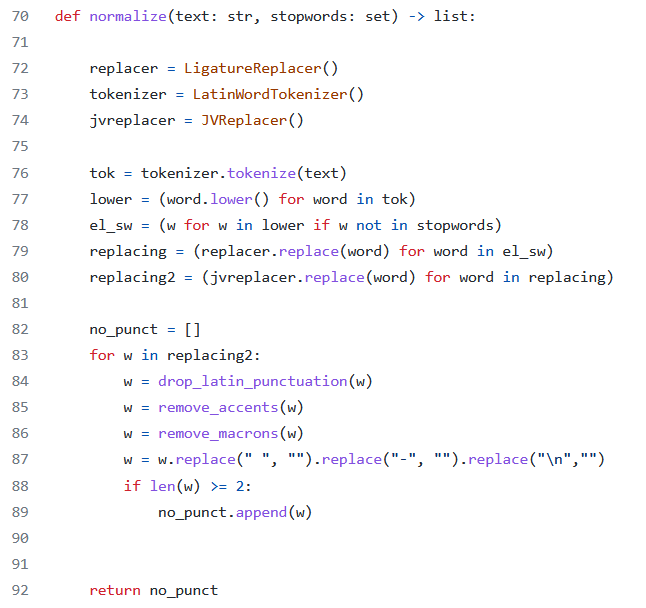 70 def normalize(text: str, stopwords: set) -> list:
71
72     replacer = LigatureReplacer()
73     tokenizer = LatinWordTokenizer()
74     jvreplacer = JVReplacer()
75
76     tok = tokenizer.tokenize(text)
77     lower = (word.lower() for word in tok)
78     el_sw = (w for w in lower if w not in stopwords)
79     replacing = (replacer.replace(word) for word in el_sw)
80     replacing2 = (jvreplacer.replace(word) for word in replacing)
81
82     no_punct = []
83     for w in replacing2:
84         w = drop_latin_punctuation(w)
85         w = remove_accents(w)
86         w = remove_macrons(w)
87         w = w.replace(" ", "").replace("-", "").replace("\n","")
88         if len(w) >= 2:
89             no_punct.append(w)
90
91
92     return no_punct